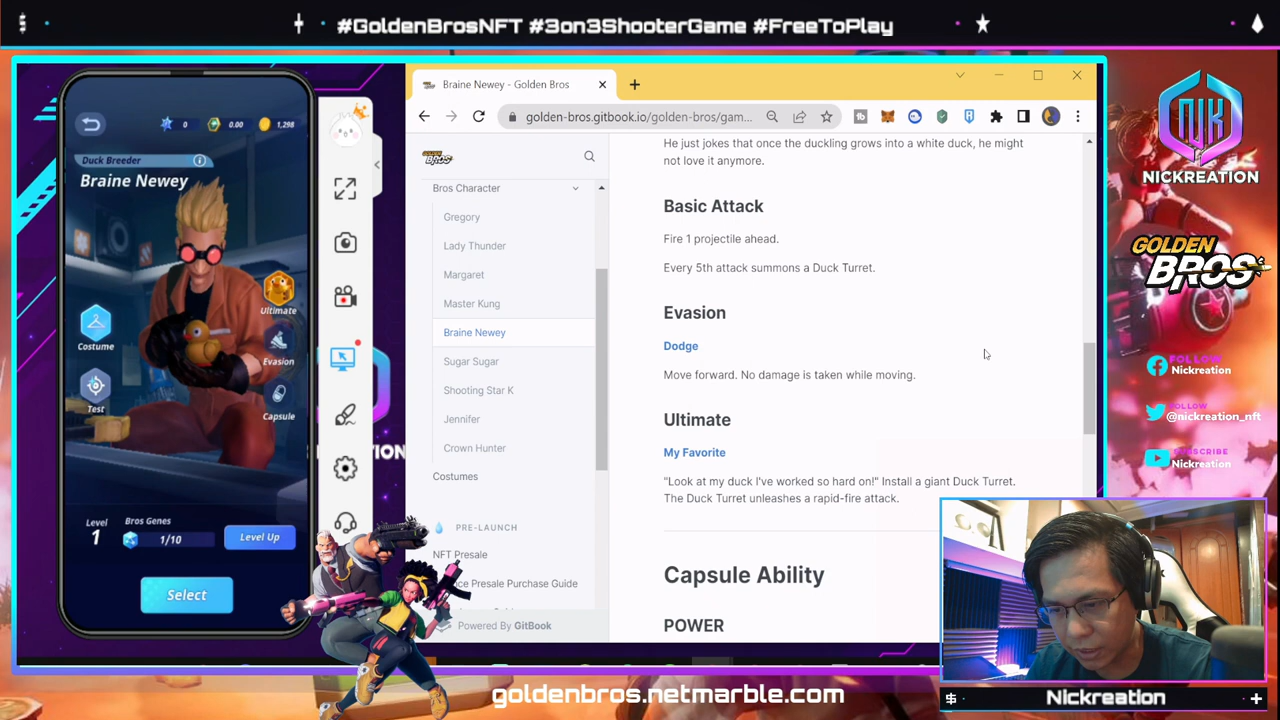 #GoldenBrosNFT #3on3ShooterGame #FreeToPlay
0
0.00
1,298
Duck Breeder
Braine Newey
Ultimate
Costume
Evasion
Test
Capsule
Level
1
Bros Genes
1/10
Level Up
Select
Braine Newey - Golden Bros
golden-bros.gitbook.io/golden-bros/gam...
GOLDEN BROS
Bros Character
Gregory
Lady Thunder
Margaret
Master Kung
Braine Newey
Sugar Sugar
Shooting Star K
Jennifer
Crown Hunter
Costumes
PRE-LAUNCH
NFT Presale
ce Presale Purchase Guide
Powered By GitBook
He just jokes that once the duckling grows into a white duck, he might
not love it anymore.
Basic Attack
Fire 1 projectile ahead.
Every 5th attack summons a Duck Turret.
Evasion
Dodge
Move forward. No damage is taken while moving.
Ultimate
My Favorite
"Look at my duck I've worked so hard on!" Install a giant Duck Turret.
The Duck Turret unleashes a rapid-fire attack.
Capsule Ability
POWER
NICKREATION
GOLDEN
BROS
FOLLOW
Nickreation
FOLLOW
@nickreation_nft
SUBSCRIBE
Nickreation
goldenbros.netmarble.com
Nickreation